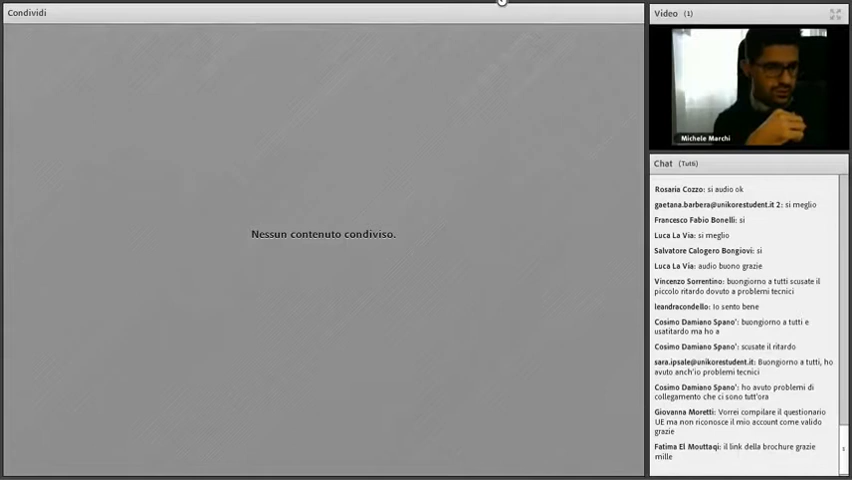 Condividi
Nessun contenuto condiviso.
Video (1)
Michele Marchi
Chat (Tutti)
Rosaria Cozzo: si audio ok
gaetana.barbera@unikorestudent.it 2: si meglio
Francesco Fabio Bonelli: si
Luca La Via: si meglio
Salvatore Calogero Bongiovi: si
Luca La Via: audio buono grazie
Vincenzo Sorrentino: buongiorno a tutti scusate il
piccolo ritardo dovuto a problemi tecnici
leandracondello: Io sento bene
Cosimo Damiano Spano': buongiorno a tutti e
usatitardo ma ho a
Cosimo Damiano Spano': scusate il ritardo
sara.ipsale@unikorestudent.it: Buongiorno a tutti, ho
avuto anch'io problemi tecnici
Cosimo Damiano Spano': ho avuto problemi di
collegamento che ci sono tutt'ora
Giovanna Moretti: Vorrei compilare il questionario
UE ma non riconosce il mio account come valido
grazie
Fatima El Mouttaqi: il link della brochure grazie
mille